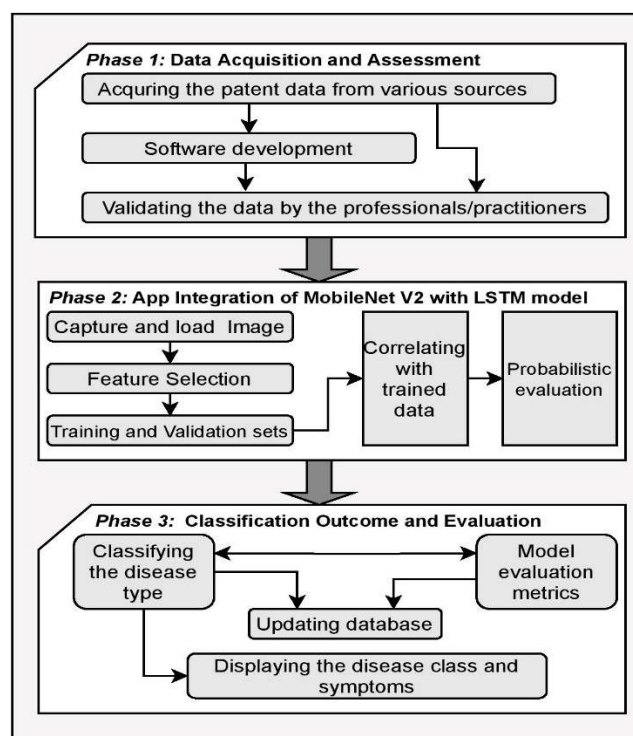 Phase 1: Data Acquisition and Assessment
Acquring the patent data from various sources
Software development
Validating the data by the professionals/practitioners
Phase 2: App Integration of MobileNet V2 with LSTM model
Capture and load Image
Feature Selection
Training and Validation sets
Correlating
with
trained
data
Probabilistic
evaluation
Phase 3: Classification Outcome and Evaluation
Classifying
the disease
type
Model
evaluation
metrics
Updating database
Displaying the disease class and
symptoms